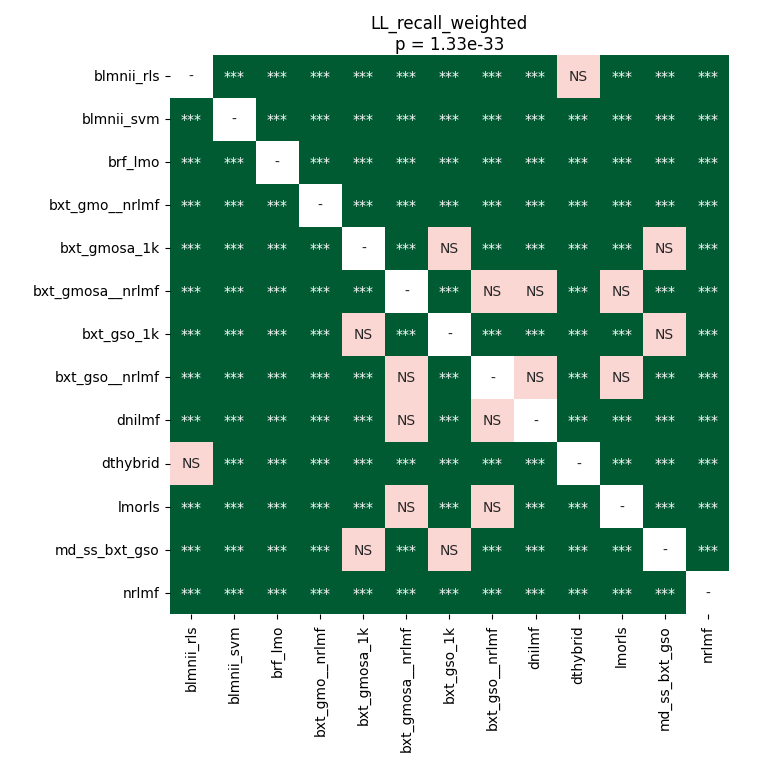 LL_recall_weighted
p = 1.33e-33
blmnii_rls - *** *** *** *** *** *** *** *** NS *** *** ***
blmnii_svm *** - *** *** *** *** *** *** *** *** *** *** ***
brf_lmo *** *** - *** *** *** *** *** *** *** *** *** ***
bxt_gmo__nrlmf *** *** *** - *** *** *** *** *** *** *** *** ***
bxt_gmosa_1k *** *** *** *** - *** NS *** *** *** *** NS ***
bxt_gmosa__nrlmf *** *** *** *** *** - *** NS NS *** NS *** ***
bxt_gso_1k *** *** *** *** NS *** - *** *** *** *** NS ***
bxt_gso__nrlmf *** *** *** *** *** NS *** - NS *** NS *** ***
dnilmf *** *** *** *** *** NS *** NS - *** *** *** ***
dthybrid NS *** *** *** *** *** *** *** *** - *** *** ***
lmorls *** *** *** *** *** NS *** NS *** *** - *** ***
md_ss_bxt_gso *** *** *** *** NS *** NS *** *** *** *** - ***
nrlmf *** *** *** *** *** *** *** *** *** *** *** *** -
blmnii_rls
blmnii_svm
brf_lmo
bxt_gmo__nrlmf
bxt_gmosa_1k
bxt_gmosa__nrlmf
bxt_gso_1k
bxt_gso__nrlmf
dnilmf
dthybrid
lmorls
md_ss_bxt_gso
nrlmf